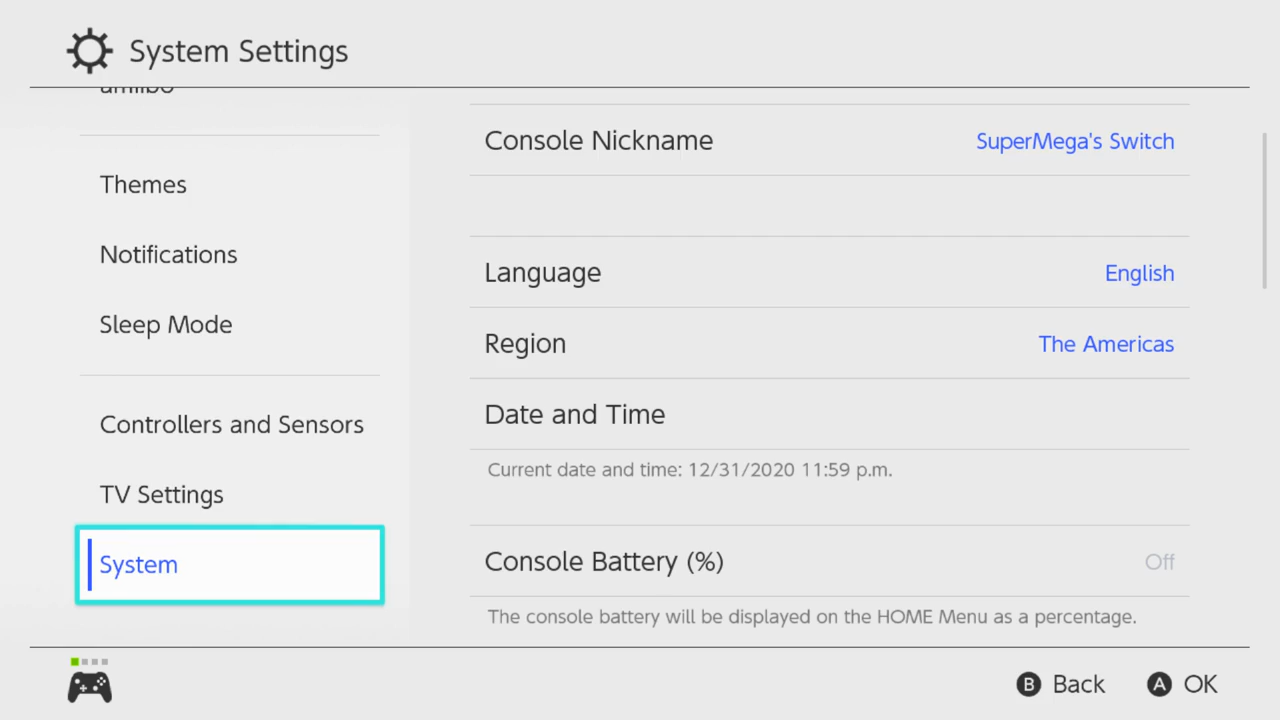 System Settings
amiibo
Themes
Notifications
Sleep Mode
Controllers and Sensors
TV Settings
System
Console Nickname SuperMega's Switch
Language English
Region The Americas
Date and Time
Current date and time: 12/31/2020 11:59 p.m.
Console Battery (%) Off
The console battery will be displayed on the HOME Menu as a percentage.
B Back A OK